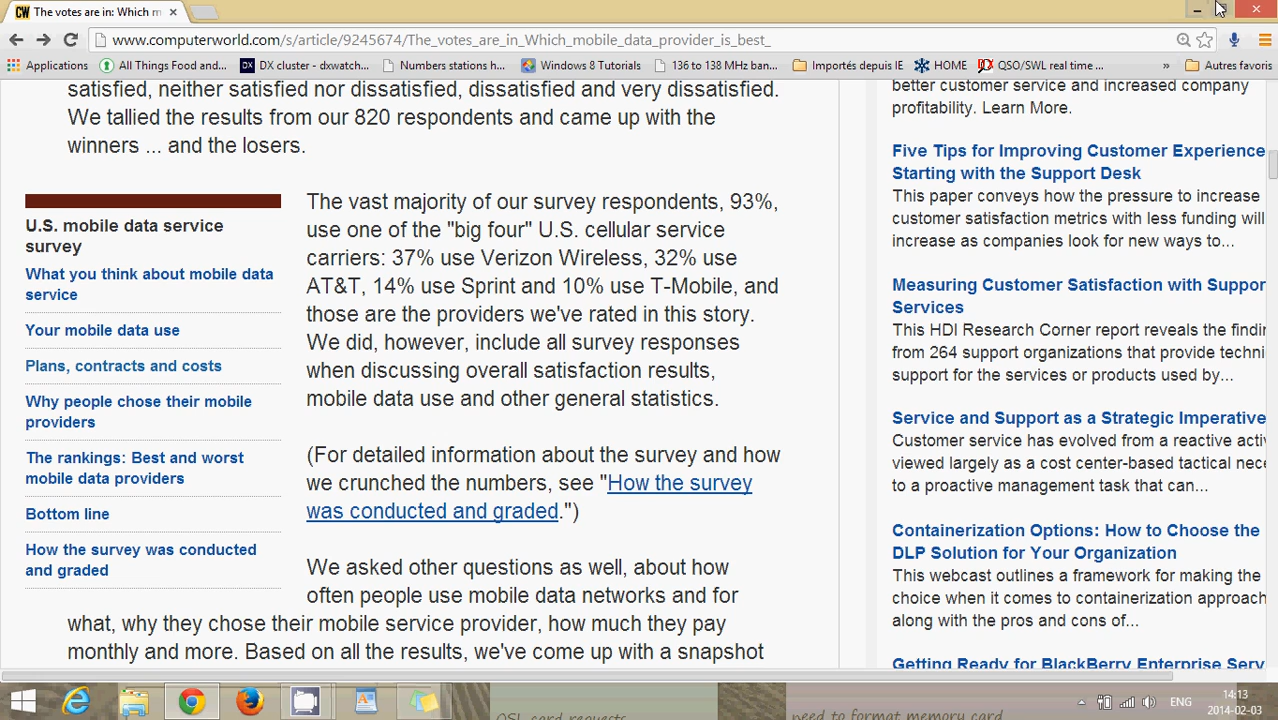 The votes are in: Which m
www.computerworld.com/s/article/9245674/The_votes_are_in_Which_mobile_data_provider_is_best_
Applications
All Things Food and...
DX cluster - dxwatch...
Numbers stations h...
Windows 8 Tutorials
136 to 138 MHz ban...
Importés depuis IE
HOME
QSO/SWL real time ...
»
Autres favoris
satisfied, neither satisfied nor dissatisfied, dissatisfied and very dissatisfied.
We tallied the results from our 820 respondents and came up with the
winners ... and the losers.
U.S. mobile data service
survey
What you think about mobile data
service
Your mobile data use
Plans, contracts and costs
Why people chose their mobile
providers
The rankings: Best and worst
mobile data providers
Bottom line
How the survey was conducted
and graded
The vast majority of our survey respondents, 93%,
use one of the "big four" U.S. cellular service
carriers: 37% use Verizon Wireless, 32% use
AT&T, 14% use Sprint and 10% use T-Mobile, and
those are the providers we've rated in this story.
We did, however, include all survey responses
when discussing overall satisfaction results,
mobile data use and other general statistics.
(For detailed information about the survey and how
we crunched the numbers, see "How the survey
was conducted and graded.")
We asked other questions as well, about how
often people use mobile data networks and for
what, why they chose their mobile service provider, how much they pay
monthly and more. Based on all the results, we've come up with a snapshot
better customer service and increased company
profitability. Learn More.
Five Tips for Improving Customer Experience
Starting with the Support Desk
This paper conveys how the pressure to increase
customer satisfaction metrics with less funding will
increase as companies look for new ways to...
Measuring Customer Satisfaction with Suppor
Services
This HDI Research Corner report reveals the findi
from 264 support organizations that provide techni
support for the services or products used by...
Service and Support as a Strategic Imperative
Customer service has evolved from a reactive acti
viewed largely as a cost center-based tactical nece
to a proactive management task that can...
Containerization Options: How to Choose the
DLP Solution for Your Organization
This webcast outlines a framework for making the
choice when it comes to containerization approach
along with the pros and cons of...
Getting Ready for BlackBerry Enterprise Serv
QSL card requests
need to format memory card
ENG
14:13
2014-02-03